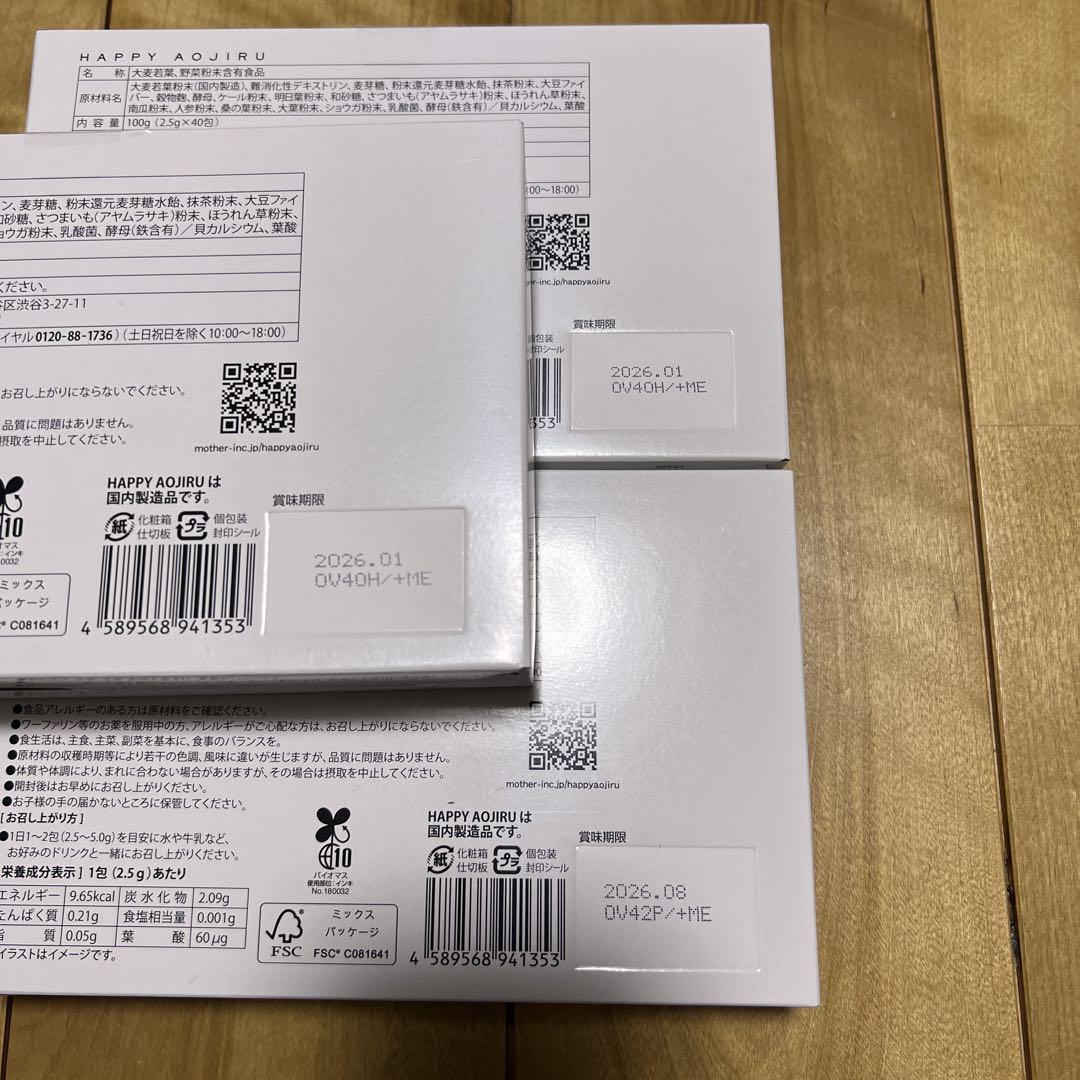 HAPPY AOJIRU
名 称 大麦若葉、野菜粉末含有食品
原材料名 大麦若葉粉末(国内製造)、難消化性デキストリン、麦芽糖、粉末還元麦芽糖水飴、抹茶粉末、大豆ファイ
バー、穀物麹、酵母、ケール粉末、明日葉粉末、和砂糖、さつまいも(アヤムラサキ)粉末、ほうれん草粉末、
南瓜粉末、人参粉末、桑の葉粉末、大葉粉末、ショウガ粉末、乳酸菌、酵母(鉄含有)/貝カルシウム、葉酸
内容量 100g (2.5g×40包)
:00〜18:00)
her-inc.jp/happyaojiru
賞味期限
個包装
封印シール
2026.01
0V40H/+ME
353
ン、麦芽糖、粉末還元麦芽糖水飴、抹茶粉末、大豆ファイ
和砂糖、さつまいも(アヤムラサキ)粉末、ほうれん草粉末、
ョウガ粉末、乳酸菌、酵母(鉄含有)/貝カルシウム、葉酸
ください。
区渋谷3-27-11
イヤル 0120-88-1736)(土日祝日を除く10:00〜18:00)
お召し上がりにならないでください。
品質に問題はありません。
摂取を中止してください。
mother-inc.jp/happyaojiru
HAPPY AOJIRU は
国内製造品です。
賞味期限
紙 化粧箱
仕切板
プラ 個包装
封印シール
10
イオマス
インキ
0032
ミックス
パッケージ
C081641
2026.01
0V40H/+ME
4 589568 941353
●食品アレルギーのある方は原材料をご確認ください。
●ワーファリン等のお薬を服用中の方、アレルギーがご心配な方は、お召し上がりにならないでください。
●食生活は、主食、主菜、副菜を基本に、食事のバランスを。
●原材料の収穫時期等により若干の色調、風味に違いが生じますが、品質に問題はありません。
●体質や体調により、まれに合わない場合がありますが、その場合は摂取を中止してください。
●開封後はお早めにお召し上がりください。
●お子様の手の届かないところに保管してください。
[お召し上がり方]
●1日1〜2包(2.5〜5.0g)を目安に水や牛乳など、
お好みのドリンクと一緒にお召し上がりください。
栄養成分表示] 1包(2.5g)あたり
エネルギー 9.65kcal 炭水化物 2.09g
たんぱく質 0.21g 食塩相当量 0.001g
脂 質 0.05g 葉 酸 60μg
イラストはイメージです。
10
バイオマス
使用部位:インキ
No.180032
FSC
ミックス
パッケージ
FSC® C081641
mother-inc.jp/happyaojiru
HAPPY AOJIRU は
国内製造品です。
紙 化粧箱
仕切板
プラ 個包装
封印シール
賞味期限
2026.08
0V42P/+ME
4 589568 941353